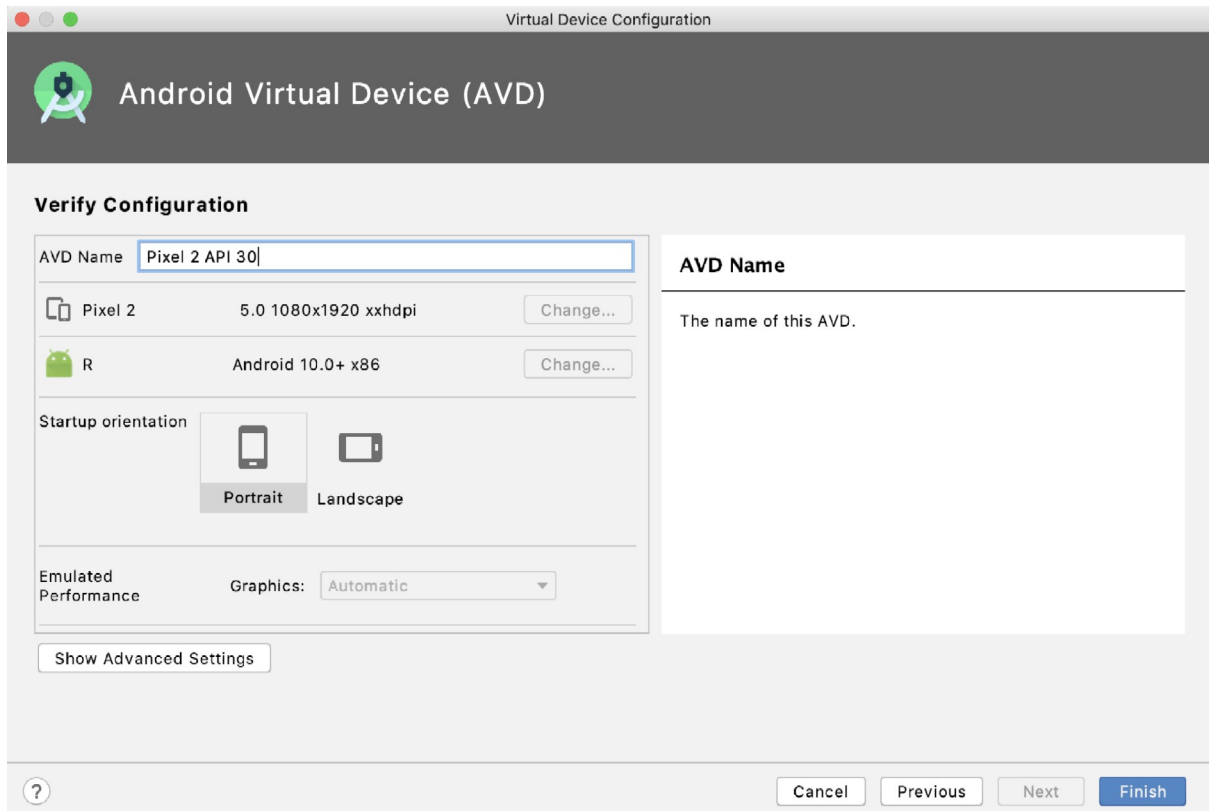 Virtual Device Configuration
Android Virtual Device (AVD)
Verify Configuration
AVD Name Pixel 2 API 30
Pixel 2 5.0 1080x1920 xxhdpi Change...
R Android 10.0+ x86 Change...
Startup orientation
Portrait Landscape
Emulated
Performance
Graphics: Automatic
Show Advanced Settings
AVD Name
The name of this AVD.
? Cancel Previous Next Finish